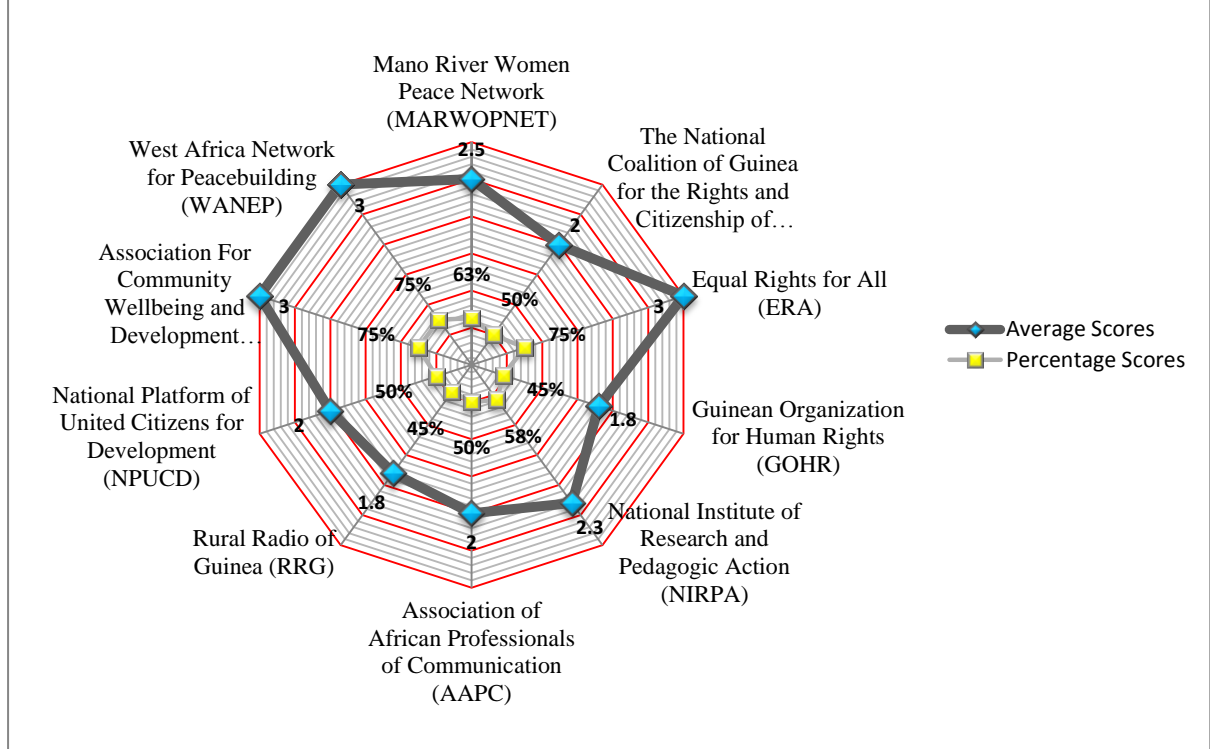 Mano River Women
Peace Network
(MARWOPNET)
The National
Coalition of Guinea
for the Rights and
Citizenship of…
Equal Rights for All
(ERA)
Guinean Organization
for Human Rights
(GOHR)
National Institute of
Research and
Pedagogic Action
(NIRPA)
Association of
African Professionals
of Communication
(AAPC)
Rural Radio of
Guinea (RRG)
National Platform of
United Citizens for
Development
(NPUCD)
Association For
Community
Wellbeing and
Development…
West Africa Network
for Peacebuilding
(WANEP)
2.5
2
3
1.8
2.3
2
1.8
2
3
3
63%
50%
75%
45%
58%
50%
45%
50%
75%
75%
Average Scores
Percentage Scores